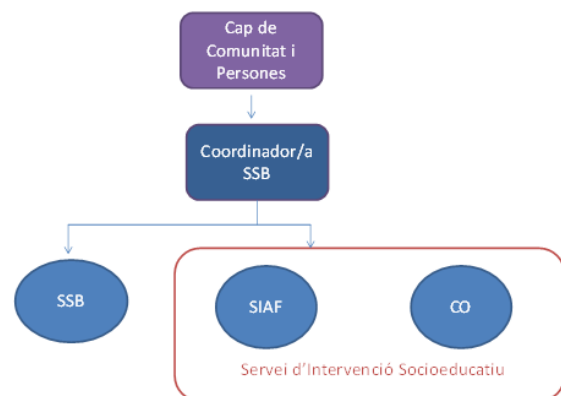 Cap de
Comunitat i
Persones
Coordinador/a
SSB
SSB
SIAF
CO
Servei d'Intervenció Socioeducatiu